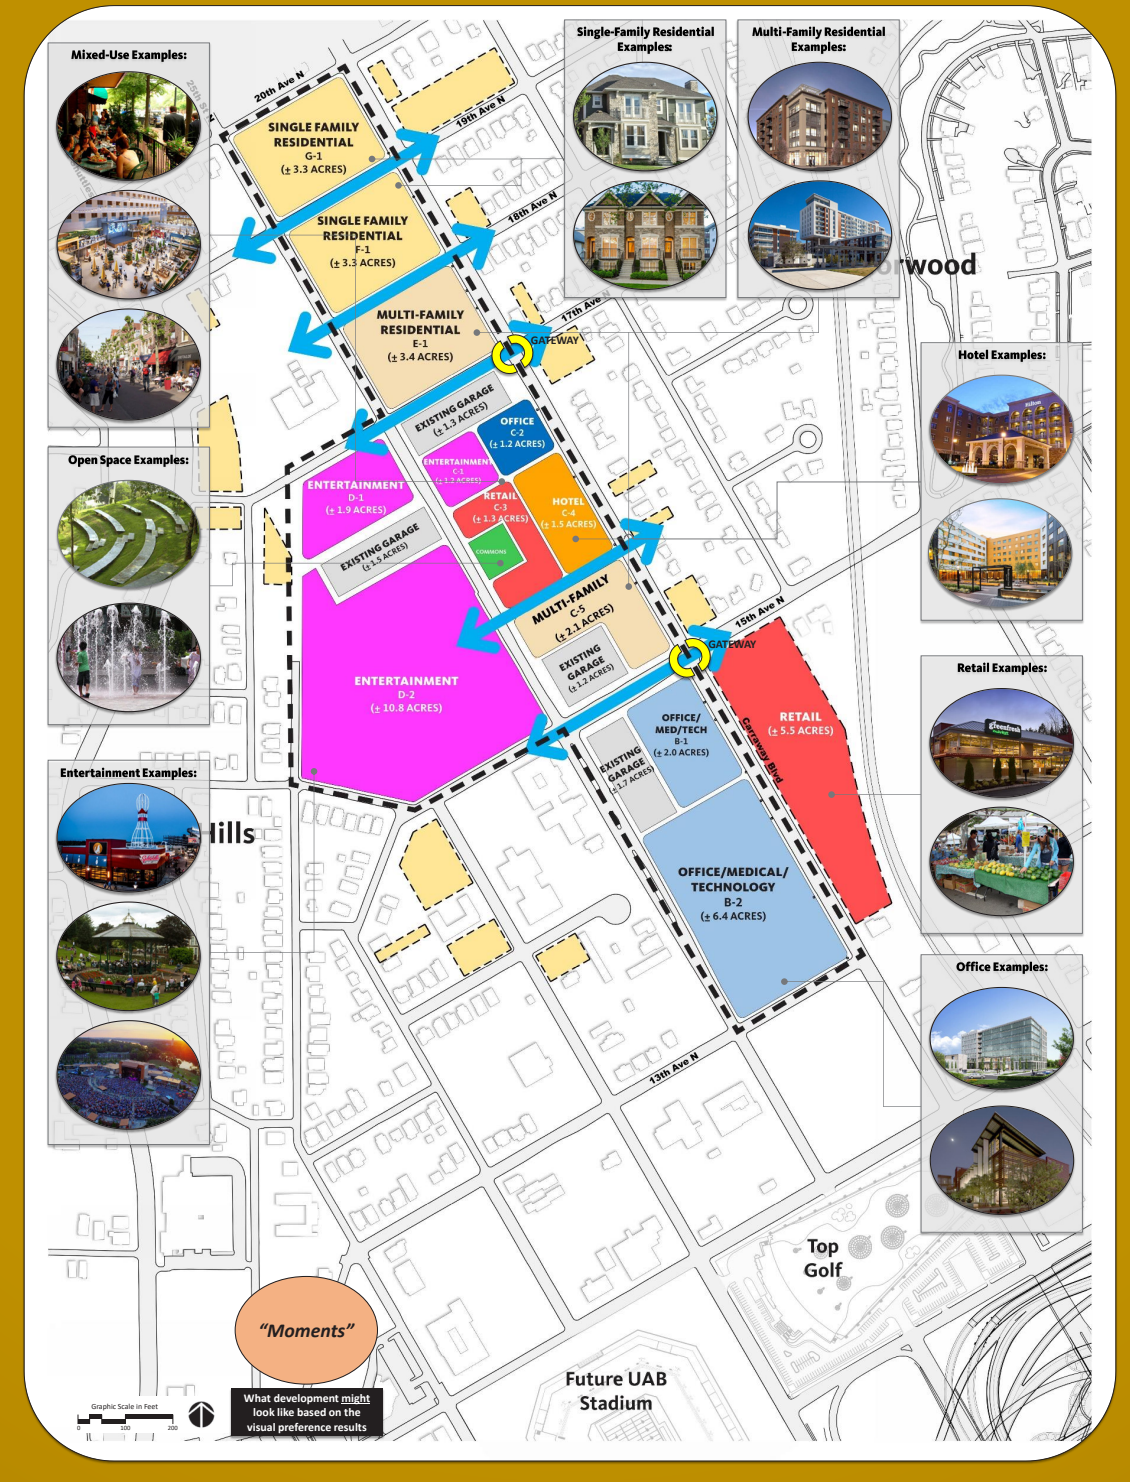 Mixed-Use Examples:
Single-Family Residential
Examples:
Multi-Family Residential
Examples:
20th Ave N
25th St
19th Ave N
18th Ave N
17th Ave
SINGLE FAMILY
RESIDENTIAL
G-1
(± 3.3 ACRES)
SINGLE FAMILY
RESIDENTIAL
F-1
(± 3.3 ACRES)
MULTI-FAMILY
RESIDENTIAL
E-1
(± 3.4 ACRES)
GATEWAY
orwood
Hotel Examples:
Hilton
EXISTING GARAGE
(± 1.3 ACRES)
OFFICE
C-2
(± 1.2 ACRES)
ENTERTAINMENT
C-1
(± 1.2 ACRES)
ENTERTAINMENT
D-1
(± 1.9 ACRES)
RETAIL
C-3
(± 1.3 ACRES)
HOTEL
C-4
(± 1.5 ACRES)
EXISTING GARAGE
(± 1.5 ACRES)
COMMONS
Open Space Examples:
MULTI-FAMILY
C-5
(± 2.1 ACRES)
15th Ave N
GATEWAY
EXISTING
GARAGE
(± 1.2 ACRES)
ENTERTAINMENT
D-2
(± 10.8 ACRES)
OFFICE/
MED/TECH
B-1
(± 2.0 ACRES)
EXISTING
GARAGE
(± 1.7 ACRES)
Carraway Blvd
RETAIL
(± 5.5 ACRES)
Retail Examples:
greenfresh
Entertainment Examples:
Hills
OFFICE/MEDICAL/
TECHNOLOGY
B-2
(± 6.4 ACRES)
Office Examples:
13th Ave N
Top
Golf
"Moments"
Future UAB
Stadium
What development might
look like based on the
visual preference results
Graphic Scale in Feet
0 100 200